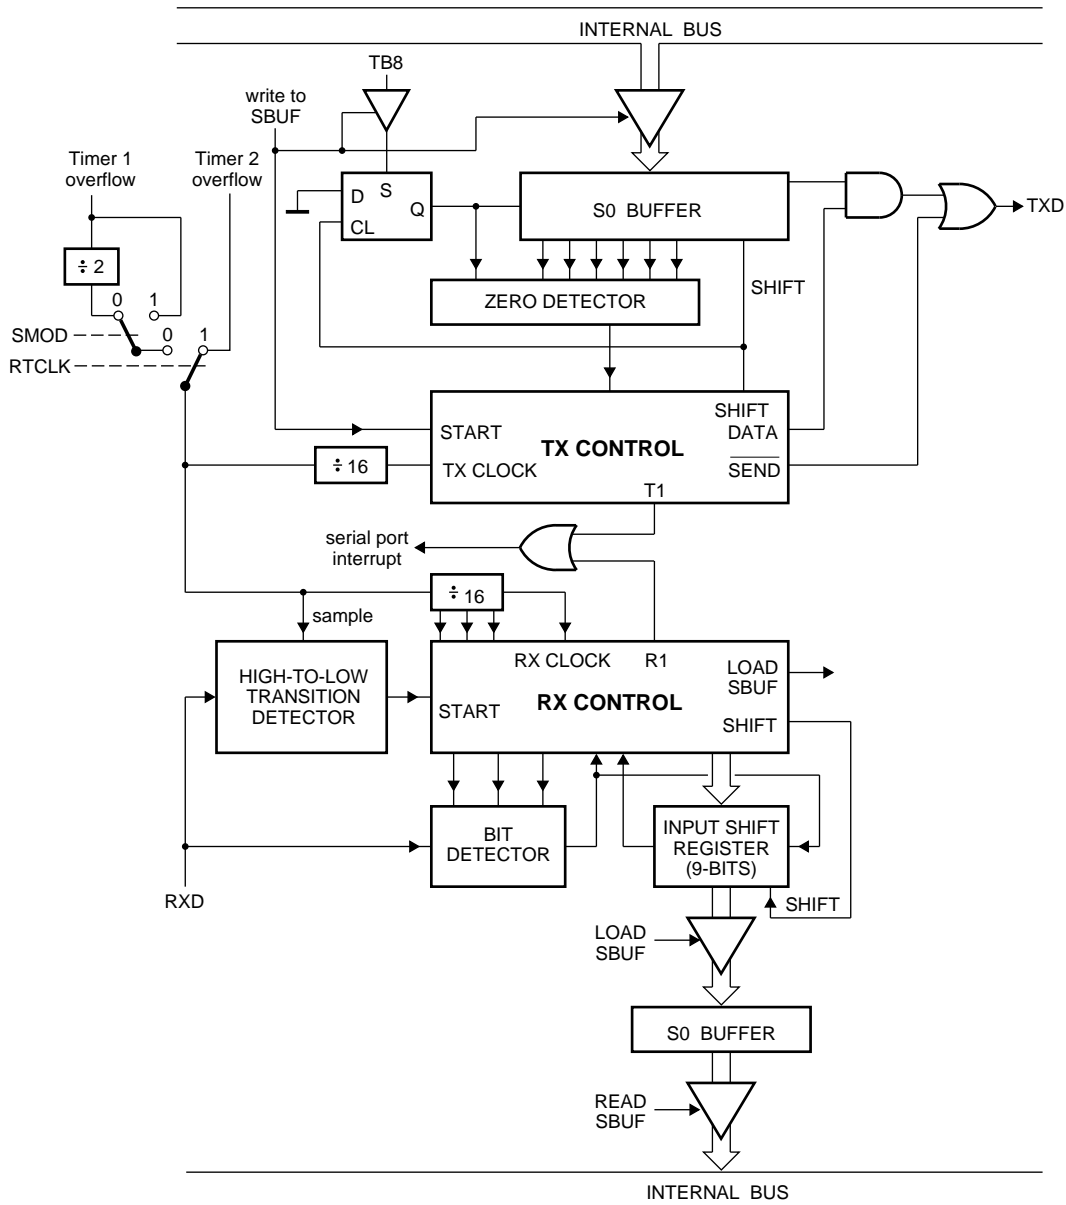 INTERNAL BUS
TB8
write to
SBUF
Timer 1
overflow
Timer 2
overflow
D
S
Q
CL
S0 BUFFER
TXD
÷ 2
0
1
ZERO DETECTOR
SHIFT
SMOD
0
1
RTCLK
SHIFT
DATA
START
TX CONTROL
÷ 16
TX CLOCK
SEND
T1
serial port
interrupt
÷ 16
sample
HIGH-TO-LOW
TRANSITION
DETECTOR
RX CLOCK
R1
LOAD
SBUF
START
RX CONTROL
SHIFT
BIT
DETECTOR
INPUT SHIFT
REGISTER
(9-BITS)
RXD
SHIFT
LOAD
SBUF
S0 BUFFER
READ
SBUF
INTERNAL BUS